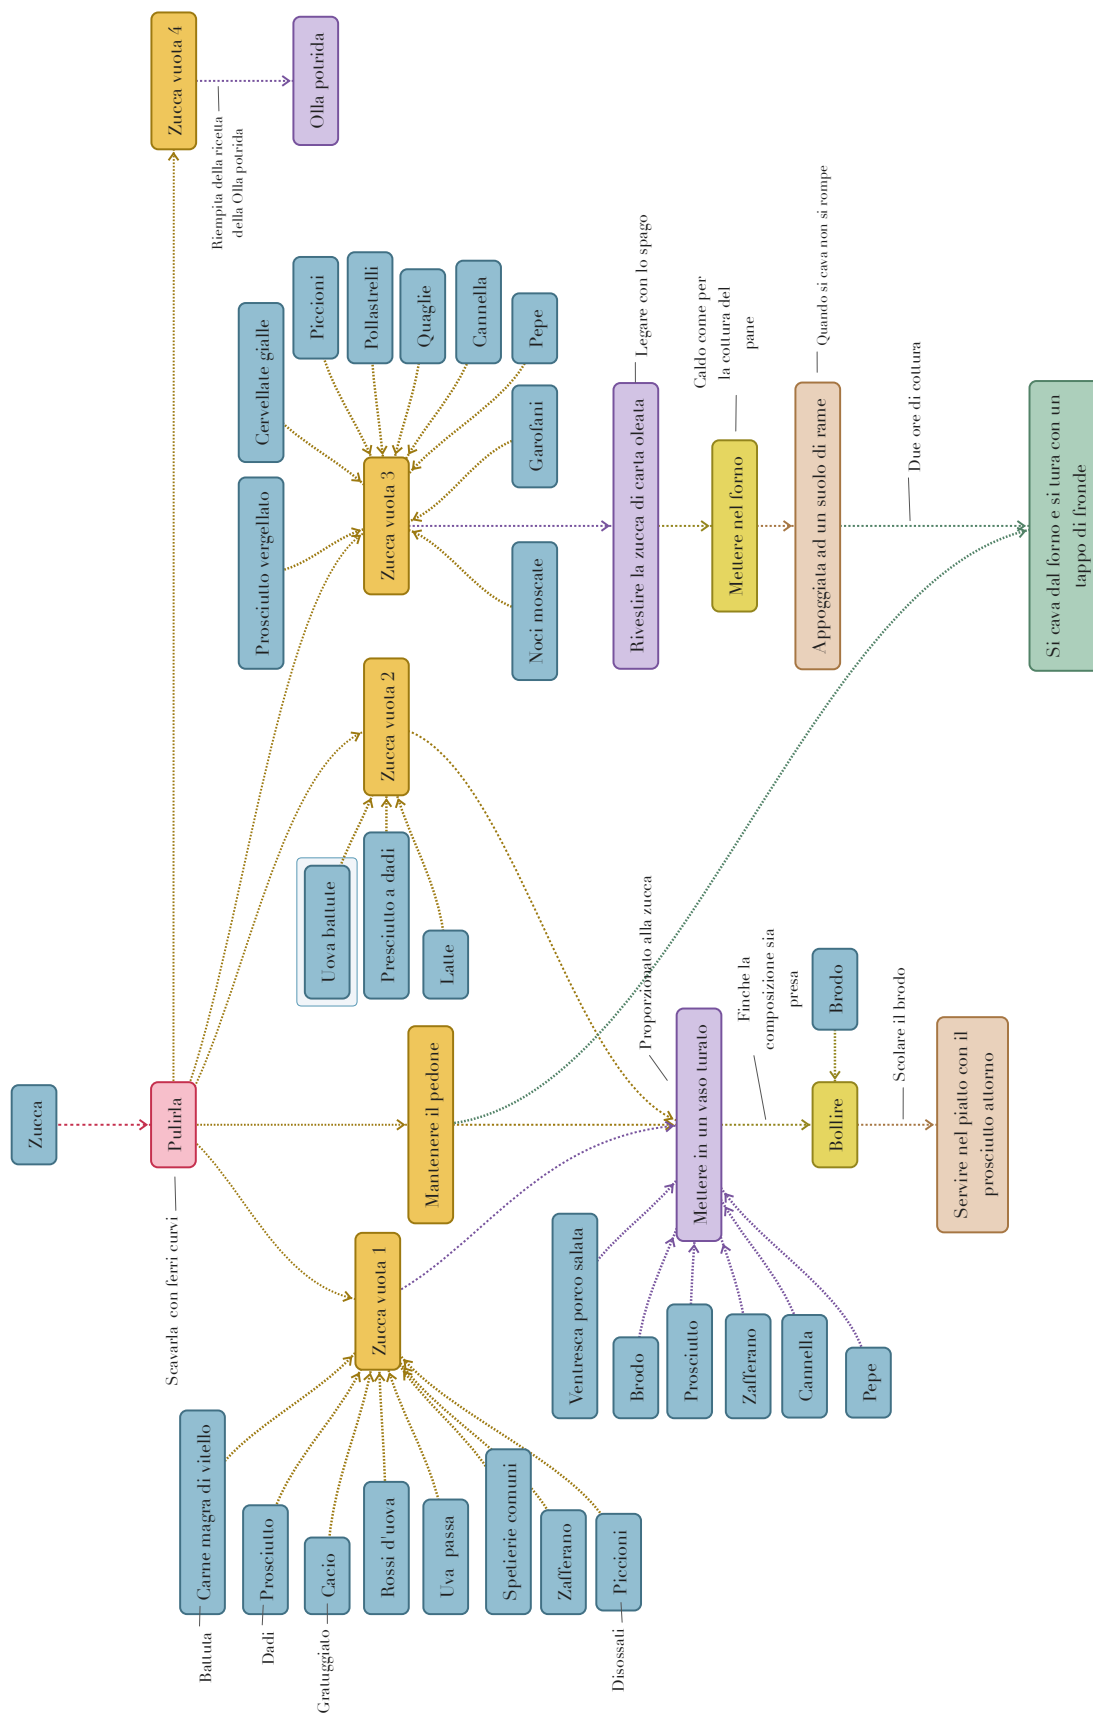 Zucca
Pulirla
Scavarla con ferri curvi
Zucca vuota 4
Riempita della ricetta
della Olla potrida
Olla potrida
Zucca vuota 1
Battuta
Carne magra di vitello
Dadi
Prosciutto
Gratuggiato
Cacio
Rossi d'uova
Uva passa
Spetierie comuni
Zafferano
Disossati
Piccioni
Mantenere il pedone
Zucca vuota 2
Uova battute
Presciutto a dadi
Latte
Zucca vuota 3
Prosciutto vergellato
Cervellate gialle
Piccioni
Pollastrelli
Quaglie
Cannella
Pepe
Garofani
Noci moscate
Mettere in un vaso turato
Proporzionato alla zucca
Ventresca porco salata
Brodo
Prosciutto
Zafferano
Cannella
Pepe
Finche la
composizione sia
presa
Bollire
Brodo
Scolare il brodo
Servire nel piatto con il
prosciutto attorno
Rivestire la zucca di carta oleata
Legare con lo spago
Mettere nel forno
Caldo come per
la cottura del
pane
Appoggiata ad un suolo di rame
Quando si cava non si rompe
Due ore di cottura
Si cava dal forno e si tura con un
tappo di fronde